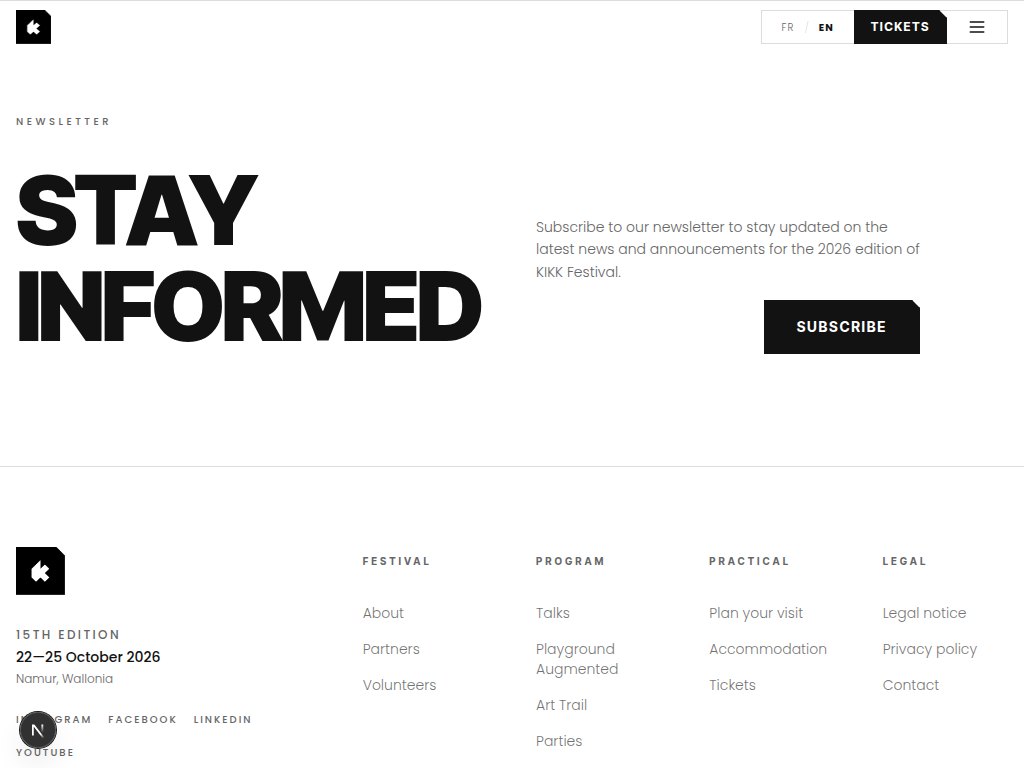 FR / EN
TICKETS
NEWSLETTER
STAY
INFORMED
Subscribe to our newsletter to stay updated on the
latest news and announcements for the 2026 edition of
KIKK Festival.
SUBSCRIBE
15TH EDITION
22—25 October 2026
Namur, Wallonia
FACEBOOK
LINKEDIN
YOUTUBE
N
FESTIVAL
About
Partners
Volunteers
PROGRAM
Talks
Playground
Augmented
Art Trail
Parties
PRACTICAL
Plan your visit
Accommodation
Tickets
LEGAL
Legal notice
Privacy policy
Contact